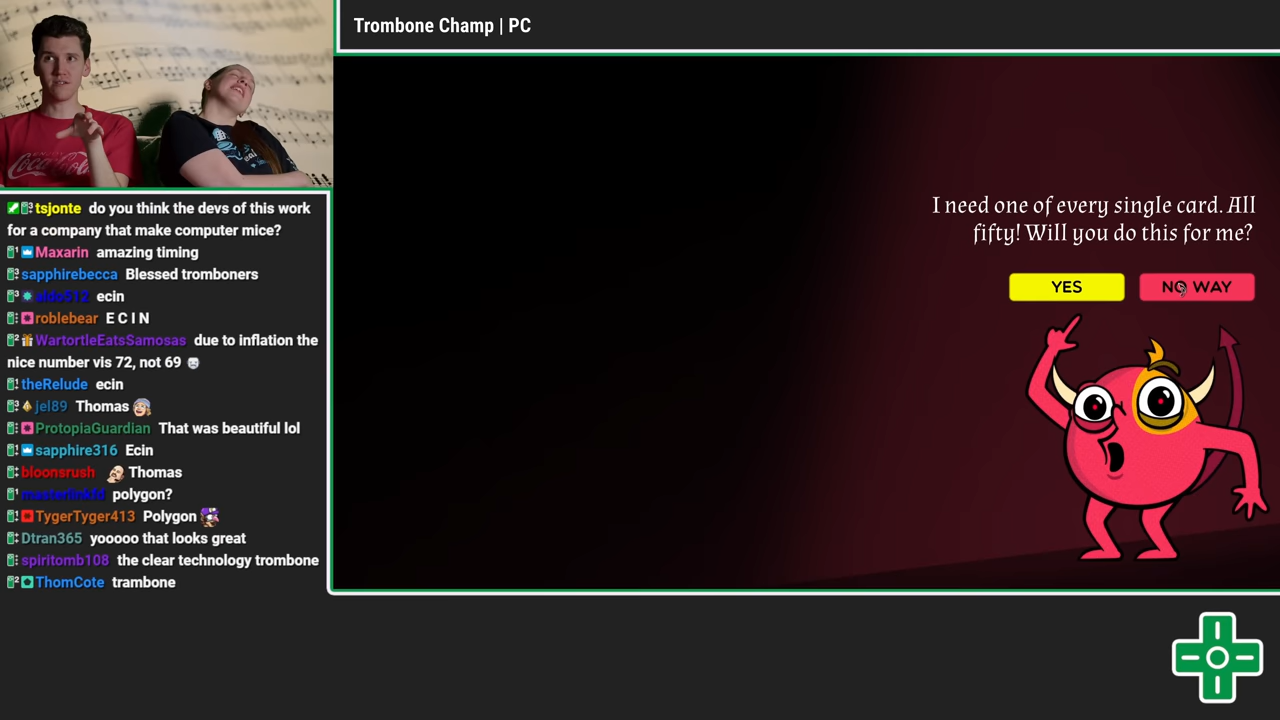 Trombone Champ | PC
Coca-Cola
tsjonte do you think the devs of this work
for a company that make computer mice?
Maxarin amazing timing
sapphirebecca Blessed tromboners
aldo512 ecin
roblebear E C I N
WartortleEatsSamosas due to inflation the
nice number vis 72, not 69
theRelude ecin
jel89 Thomas
ProtopiaGuardian That was beautiful lol
sapphire316 Ecin
bloonsrush Thomas
polygon?
TygerTyger413 Polygon
Dtran365 yooooo that looks great
spiritomb108 the clear technology trombone
ThomCote trambone
I need one of every single card. All
fifty! Will you do this for me?
YES
NO WAY